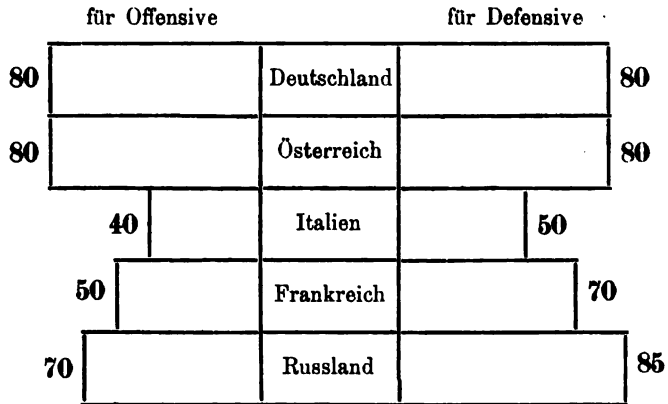 für Offensive für Defensive
80 Deutschland 80
80 Österreich 80
40 Italien 50
50 Frankreich 70
70 Russland 85